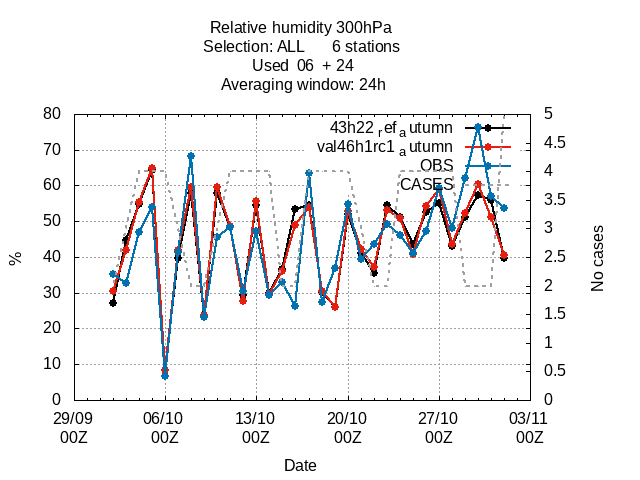 Relative humidity 300hPa
Selection: ALL 6 stations
Used 06 + 24
Averaging window: 24h
80 5
43h22 ref a utumn
4.5
70
val46h1rc1 a utumn
OBS
4
60
CASES
3.5
50
3
40
2.5
%
No cases
30
2
1.5
20
1
10
0.5
0 0
29/09 06/10 13/10 20/10 27/10 03/11
00Z 00Z 00Z 00Z 00Z 00Z
Date